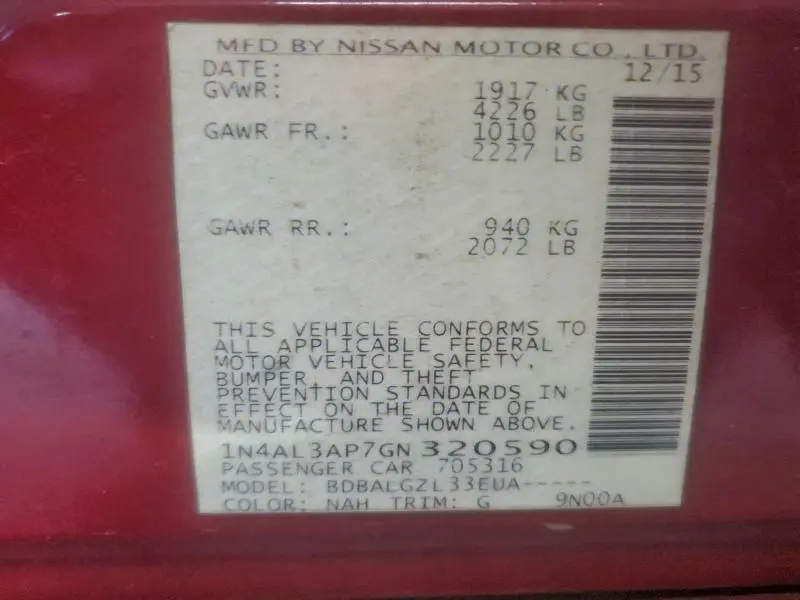 MFD BY NISSAN MOTOR CO., LTD.
DATE: 12/15
GVWR: 1917 KG
4226 LB
GAWR FR.: 1010 KG
2227 LB
GAWR RR.: 940 KG
2072 LB
THIS VEHICLE CONFORMS TO
ALL APPLICABLE FEDERAL
MOTOR VEHICLE SAFETY,
BUMPER, AND THEFT
PREVENTION STANDARDS IN
EFFECT ON THE DATE OF
MANUFACTURE SHOWN ABOVE.
1N4AL3AP7GN320590
PASSENGER CAR 705316
MODEL: BDBALGZL33EUA-----
COLOR: NAH TRIM: G 9N00A